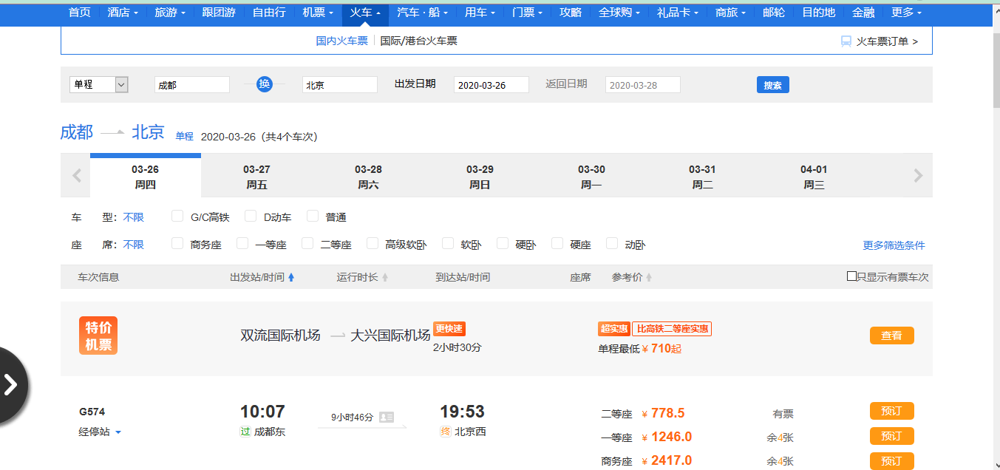 首页 酒店 旅游 跟团游 自由行 机票 火车 汽车·船 用车 门票 攻略 全球购 礼品卡 商旅 邮轮 目的地 金融 更多
国内火车票 国际/港台火车票 火车票订单 >
单程 成都 换 北京 出发日期 2020-03-26 返回日期 2020-03-28 搜索
成都 北京 单程 2020-03-26（共4个车次）
03-26 03-27 03-28 03-29 03-30 03-31 04-01
周四 周五 周六 周日 周一 周二 周三
车 型：不限 G/C高铁 D动车 普通
座 席：不限 商务座 一等座 二等座 高级软卧 软卧 硬卧 硬座 动卧 更多筛选条件
车次信息 出发站/时间 运行时长 到达站/时间 座席 参考价 只显示有票车次
特价
机票
双流国际机场 大兴国际机场 更快速
2小时30分
超实惠 比高铁二等座实惠
单程最低¥710起
查看
G574 10:07 9小时46分 19:53
经停站 过 成都东 终 北京西
二等座 ¥778.5 有票 预订
一等座 ¥1246.0 余4张 预订
商务座 ¥2417.0 余4张 预订